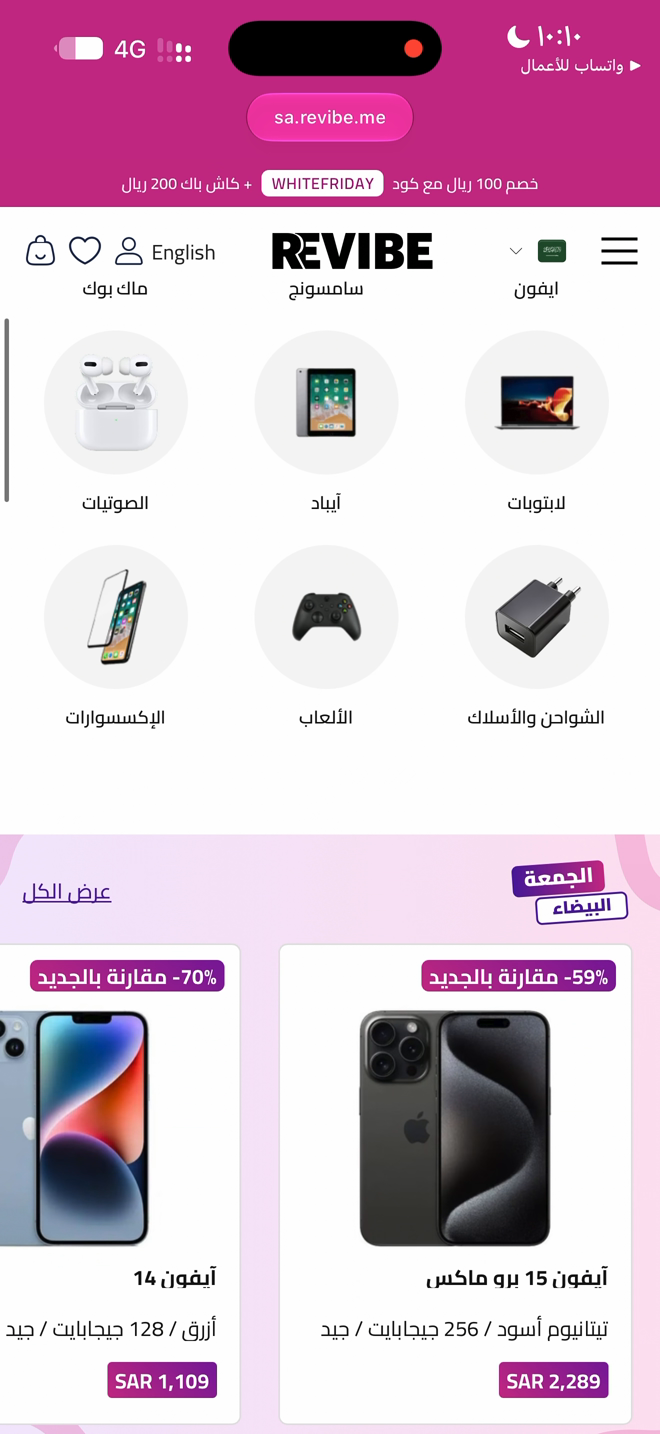 ١٠:١٠
4G
◀ واتساب للأعمال
sa.revibe.me
خصم 100 ريال مع كود WHITEFRIDAY + كاش باك 200 ريال
REVIBE
English
ايفون
سامسونج
ماك بوك
لابتوبات
آيباد
الصوتيات
الشواحن والأسلاك
الألعاب
الإكسسوارات
الجمعة
البيضاء
عرض الكل
-59% مقارنة بالجديد
آيفون 15 برو ماكس
تيتانيوم أسود / 256 جيجابايت / جيد
SAR 2,289
-70% مقارنة بالجديد
آيفون 14
أزرق / 128 جيجابايت / جيد
SAR 1,109